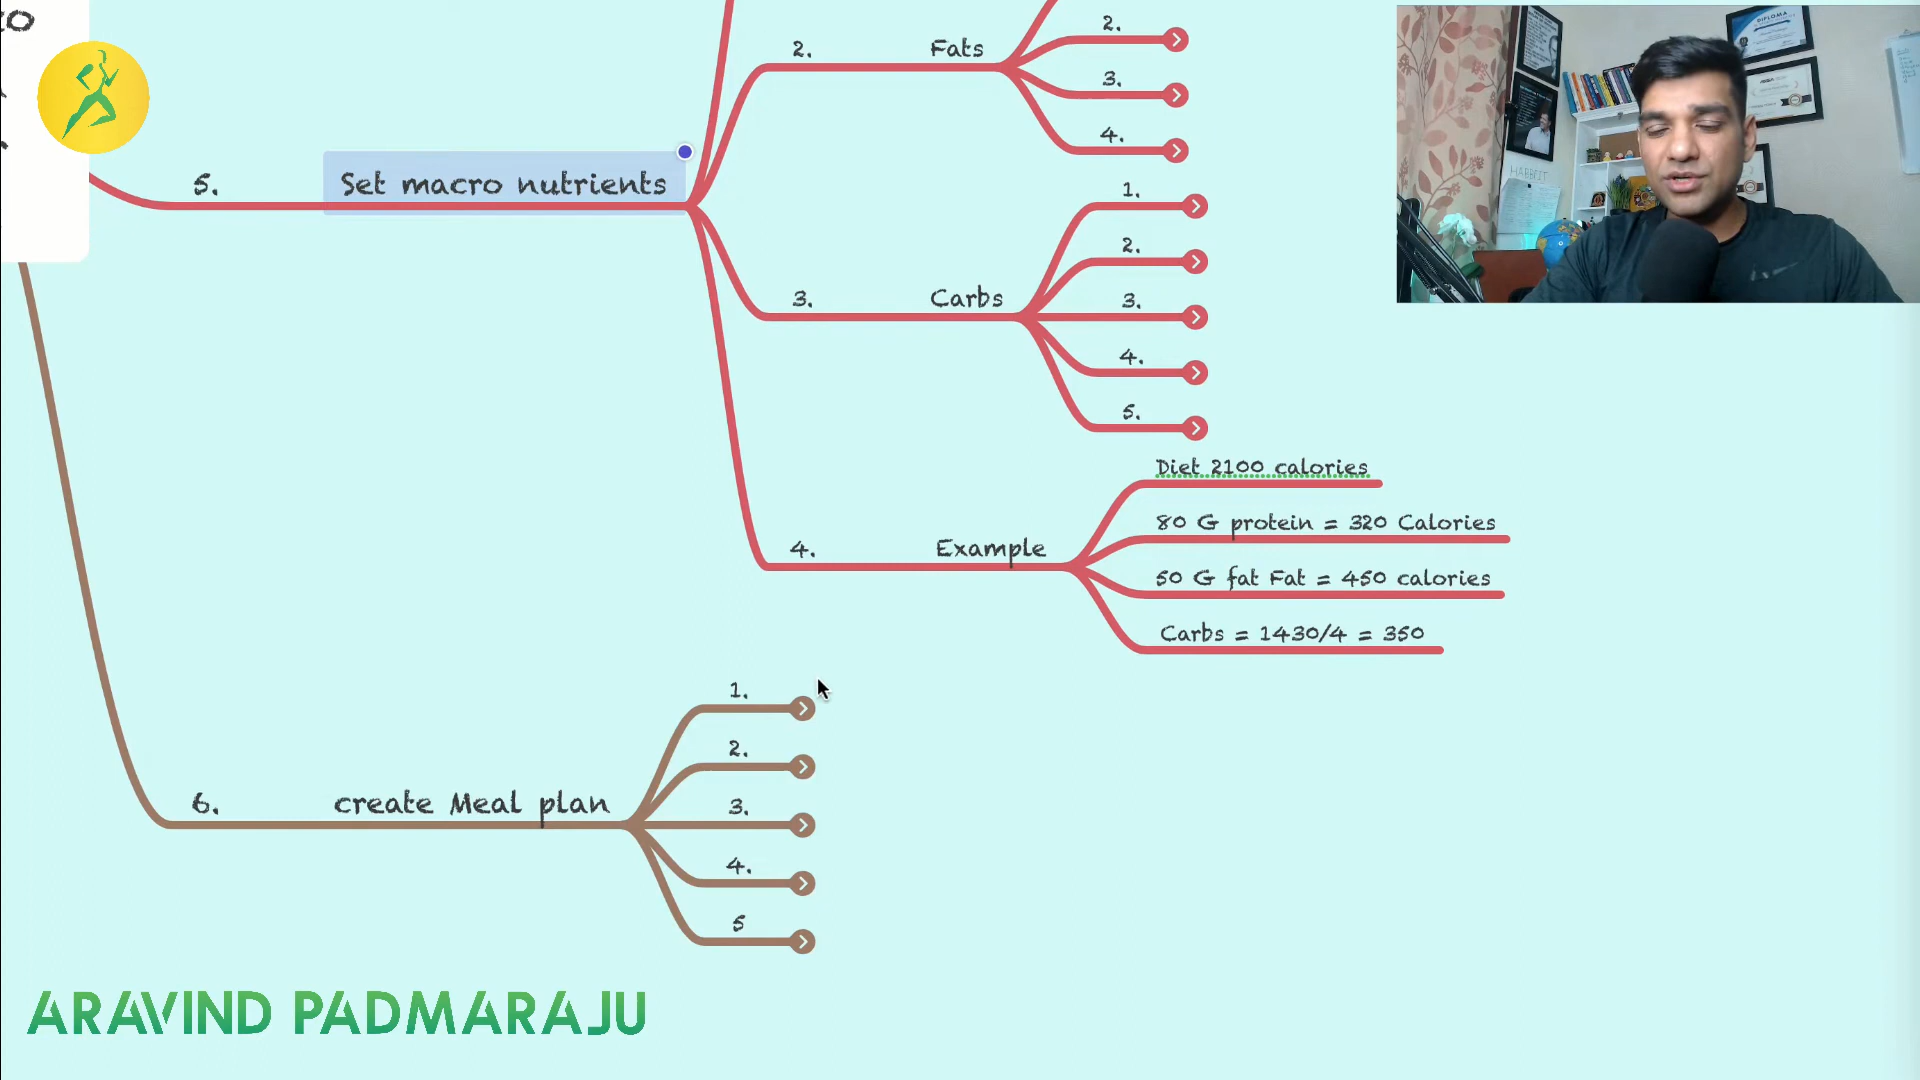 2. Fats
2.
3.
4.
5. Set macro nutrients
3. Carbs
1.
2.
3.
4.
5.
4. Example
Diet 2100 calories
80 G protein = 320 Calories
50 G fat Fat = 450 calories
Carbs = 1430/4 = 350
6. create Meal plan
1.
2.
3.
4.
5
DIPLOMA
HABBFIT
ARAVIND PADMARAJU